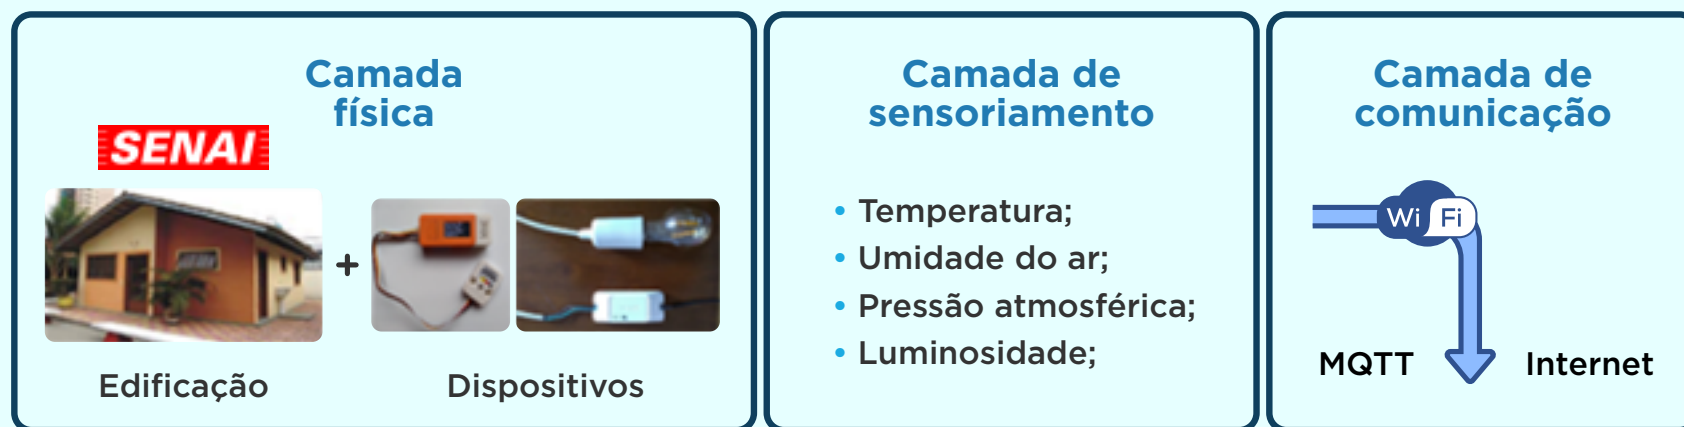 Camada
física
SENAI
Edificação
+
Dispositivos
Camada de
sensoriamento
• Temperatura;
• Umidade do ar;
• Pressão atmosférica;
• Luminosidade;
Camada de
comunicação
Wi Fi
MQTT
Internet